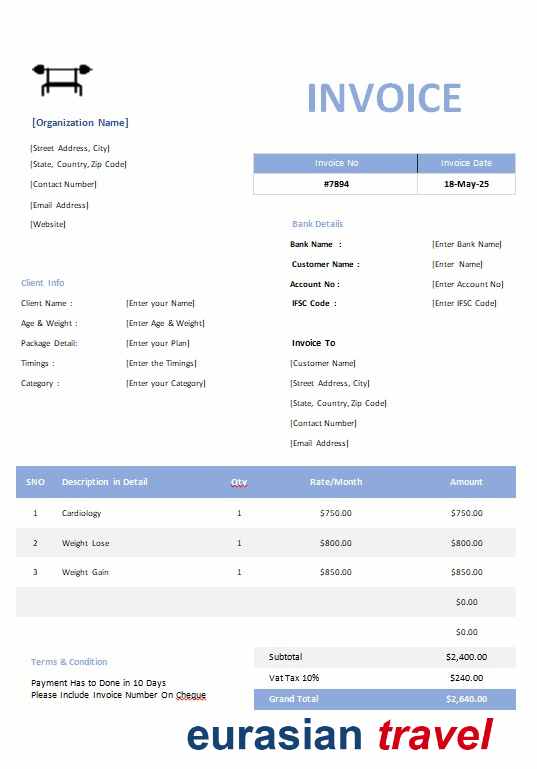 INVOICE
[Organization Name]
[Street Address, City]
[State, Country, Zip Code]
[Contact Number]
[Email Address]
[Website]
Invoice No Invoice Date
#7894 18-May-25
Bank Details
Bank Name : [Enter Bank Name]
Customer Name : [Enter Name]
Account No : [Enter Account No]
IFSC Code : [Enter IFSC Code]
Client Info
Client Name : [Enter your Name]
Age & Weight : [Enter Age & Weight]
Package Detail: [Enter your Plan]
Timings : [Enter the Timings]
Category : [Enter your Category]
Invoice To
[Customer Name]
[Street Address, City]
[State, Country, Zip Code]
[Contact Number]
[Email Address]
SNO Description in Detail Qty Rate/Month Amount
1 Cardiology 1 $750.00 $750.00
2 Weight Lose 1 $800.00 $800.00
3 Weight Gain 1 $850.00 $850.00
$0.00
$0.00
Subtotal $2,400.00
Vat Tax 10% $240.00
Grand Total $2,640.00
Terms & Condition
Payment Has to Done in 10 Days
Please Include Invoice Number On Cheque
eurasian travel